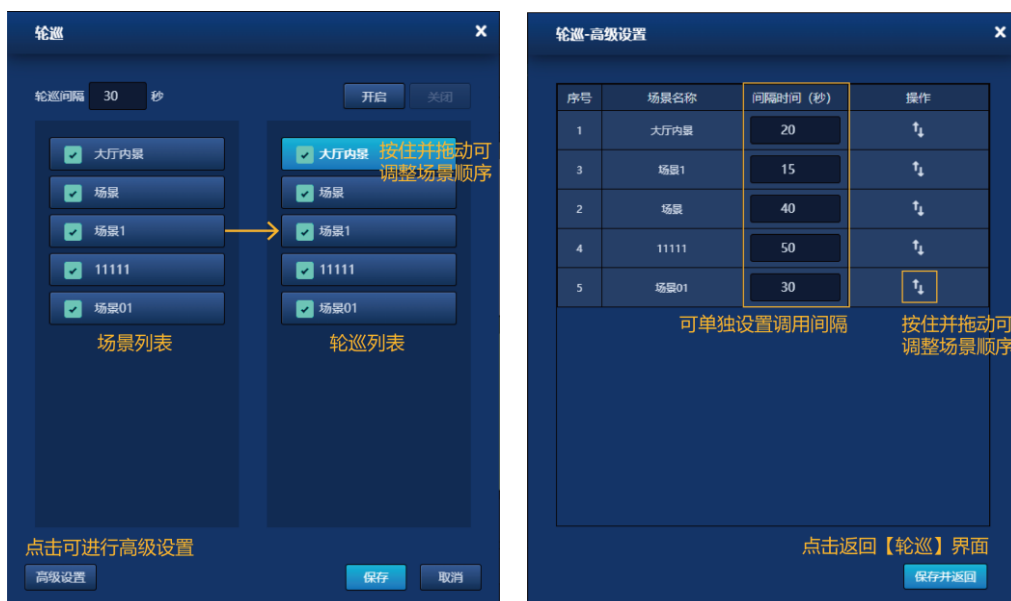 轮巡
轮巡间隔 30 秒 开启 关闭
大厅内景
场景
场景1
11111
场景01
场景列表
大厅内景
场景
场景1
11111
场景01
轮巡列表
按住并拖动可
调整场景顺序
点击可进行高级设置
高级设置 保存 取消
轮巡-高级设置
序号 场景名称 间隔时间（秒） 操作
1 大厅内景 20
3 场景1 15
2 场景 40
4 11111 50
5 场景01 30
可单独设置调用间隔
按住并拖动可
调整场景顺序
点击返回【轮巡】界面
保存并返回